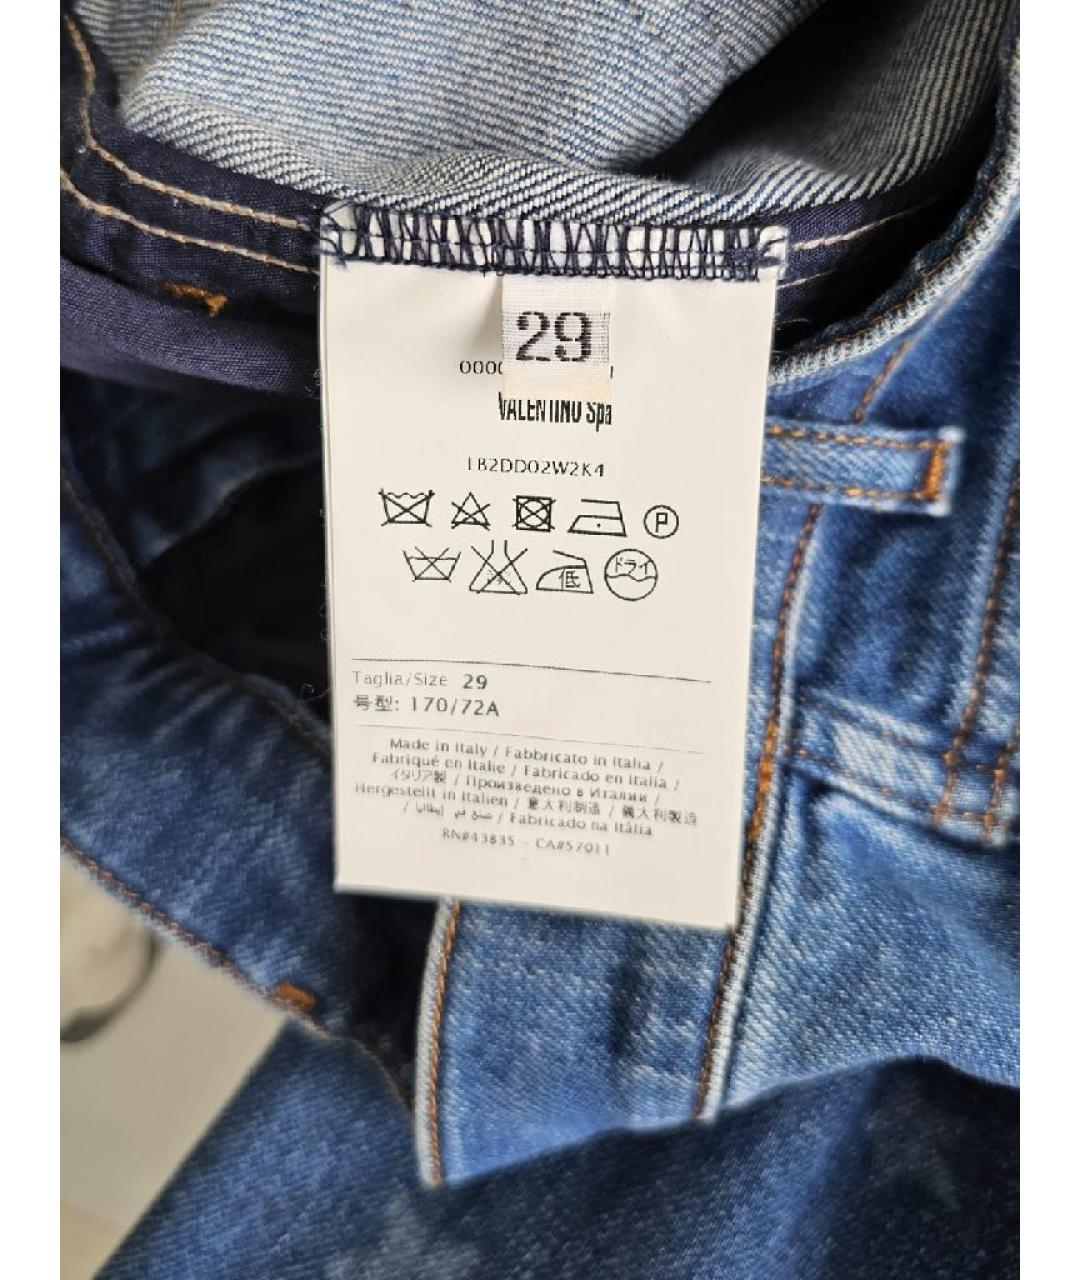 29
0000
VALENTINO Spa
LB2DD02W2K4
P
低 ドライ
Taglia/Size 29
号型: 170/72A
Made in Italy / Fabbricato in Italia /
Fabriqué en Italie / Fabricado en Italia /
イタリア製 / Произведено в Италии /
Hergestellt in Italien / 意大利制造 / 義大利製造
/ صنع في إيطاليا / Fabricado na Itália
RN#43835 - CA#57011